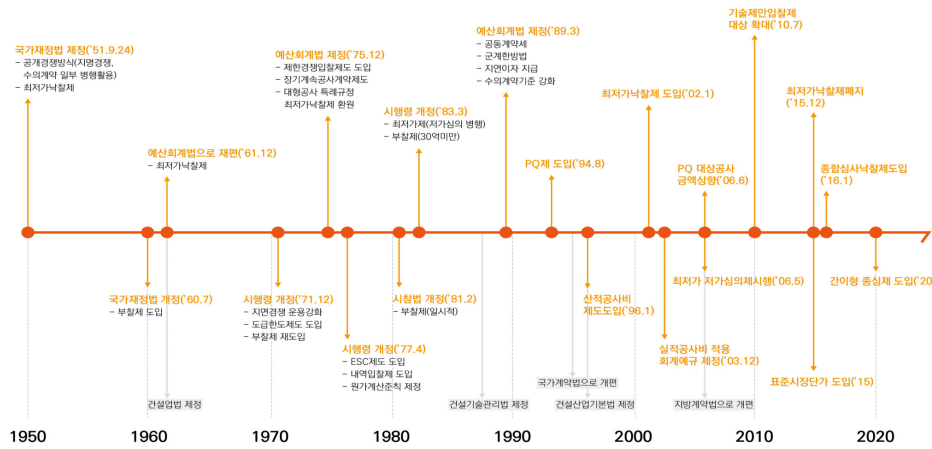 국가재정법 제정('51.9.24)
- 공개경쟁방식(지명경쟁,
수의계약 일부 병행활용)
- 최저가낙찰제
예산회계법으로 재편('61.12)
- 최저가낙찰제
예산회계법 제정('75.12)
- 제한경쟁입찰제도 도입
- 장기계속공사계약제도
- 대형공사 특례규정
최저가낙찰제 환원
시행령 개정('83.3)
- 최저가제(저가심의 병행)
- 부찰제(30억미만)
예산회계법 제정('89.3)
- 공동계약세
- 군계한방법
- 지연이자 지급
- 수의계약기준 강화
PQ제 도입('94.8)
최저가낙찰제 도입('02.1)
PQ 대상공사
금액상향('06.6)
기술제안입찰제
대상 확대('10.7)
최저가낙찰제폐지
('15.12)
종합심사낙찰제도입
('16.1)
국가재정법 개정('60.7)
- 부찰제 도입
시행령 개정('71.12)
- 지면경쟁 운용강화
- 도급한도제도 도입
- 부찰제 재도입
시행령 개정('77.4)
- ESC제도 도입
- 내역입찰제 도입
- 원가계산준칙 제정
시참법 개정('81.2)
- 부찰제(일시적)
산적공사비
제도도입('96.1)
최저가 저가심의제시행('06.5)
실적공사비 적용
회계예규 제정('03.12)
간이형 종심제 도입('20
표준시장단가 도입('15)
국가계약법으로 개편
건설업법 제정
건설기술관리법 제정
건설산업기본법 제정
지방계약법으로 개편
1950
1960
1970
1980
1990
2000
2010
2020